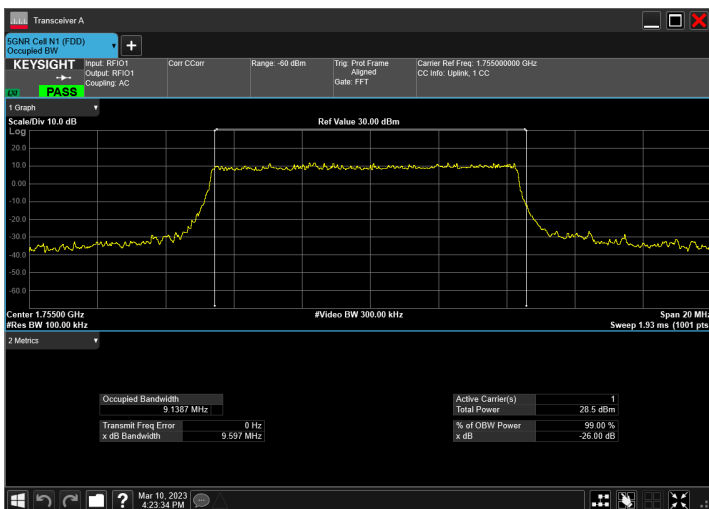 Transceiver A
5GNR Cell N1 (FDD)
Occupied BW
KEYSIGHT
PASS
Input: RFIO1
Output: RFIO1
Coupling: AC
Corr CCorr
Range: -60 dBm
Trig: Prot Frame
Aligned
Gate: FFT
Carrier Ref Freq: 1.755000000 GHz
CC Info: Uplink, 1 CC
1 Graph
Scale/Div 10.0 dB
Ref Value 30.00 dBm
Log
20.0
10.0
0.00
-10.0
-20.0
-30.0
-40.0
-50.0
-60.0
Center 1.75500 GHz
#Video BW 300.00 kHz
Span 20 MHz
#Res BW 100.00 kHz
Sweep 1.93 ms (1001 pts
2 Metrics
Occupied Bandwidth
9.1387 MHz
Transmit Freq Error 0 Hz
x dB Bandwidth 9.597 MHz
Active Carrier(s) 1
Total Power 28.5 dBm
% of OBW Power 99.00 %
x dB -26.00 dB
Mar 10, 2023
4:23:34 PM